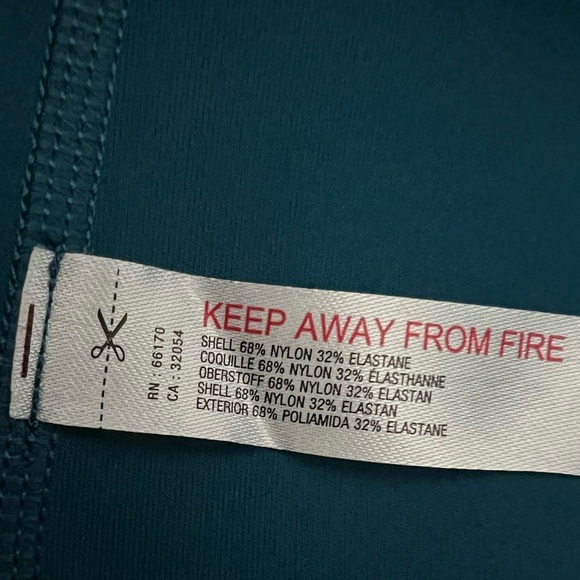 RN : 66170
CA : 32054
KEEP AWAY FROM FIRE
SHELL 68% NYLON 32% ELASTANE
COQUILLE 68% NYLON 32% ÉLASTHANNE
OBERSTOFF 68% NYLON 32% ELASTAN
SHELL 68% NYLON 32% ELASTAN
EXTERIOR 68% POLIAMIDA 32% ELASTANE